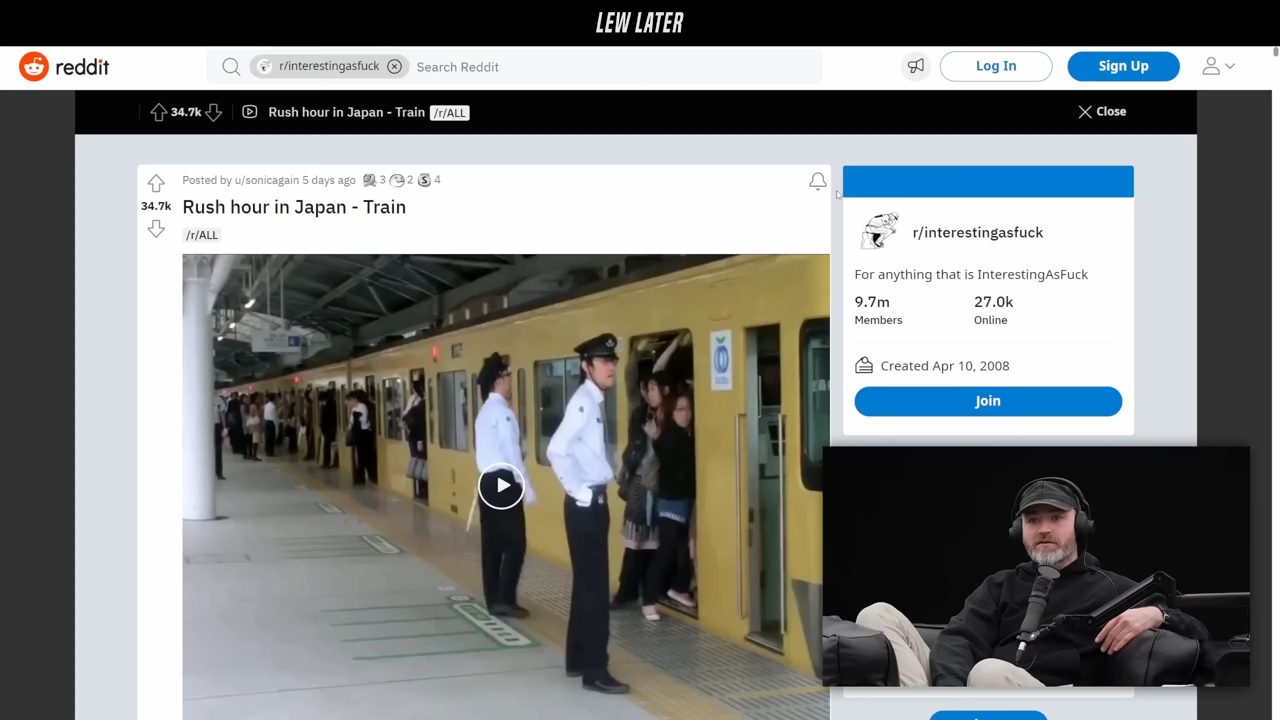 LEW LATER
reddit
r/interestingasfuck
Search Reddit
Log In
Sign Up
34.7k
Rush hour in Japan - Train
/r/ALL
Close
Posted by u/sonicagain 5 days ago
3
2
S
4
34.7k
Rush hour in Japan - Train
/r/ALL
r/interestingasfuck
For anything that is InterestingAsFuck
9.7m
27.0k
Members
Online
Created Apr 10, 2008
Join